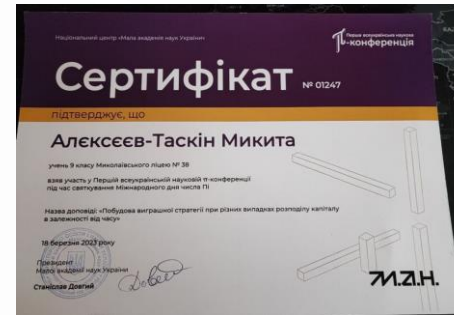 Національний центр «Мала академія наук України»
Перша всеукраїнська наукова
π-конференція
Сертифікат № 01247
підтверджує, що
Алєксєєв-Таскін Микита
учень 9 класу Миколаївського ліцею № 38
взяв участь у Першій всеукраїнській науковій π-конференції
під час святкування Міжнародного дня числа Пі
Назва доповіді: «Побудова виграшної стратегії при різних випадках розподілу капіталу
в залежності від часу»
18 березня 2023 року
Президент
Малої академії наук України
Станіслав Довгий
М.А.Н.